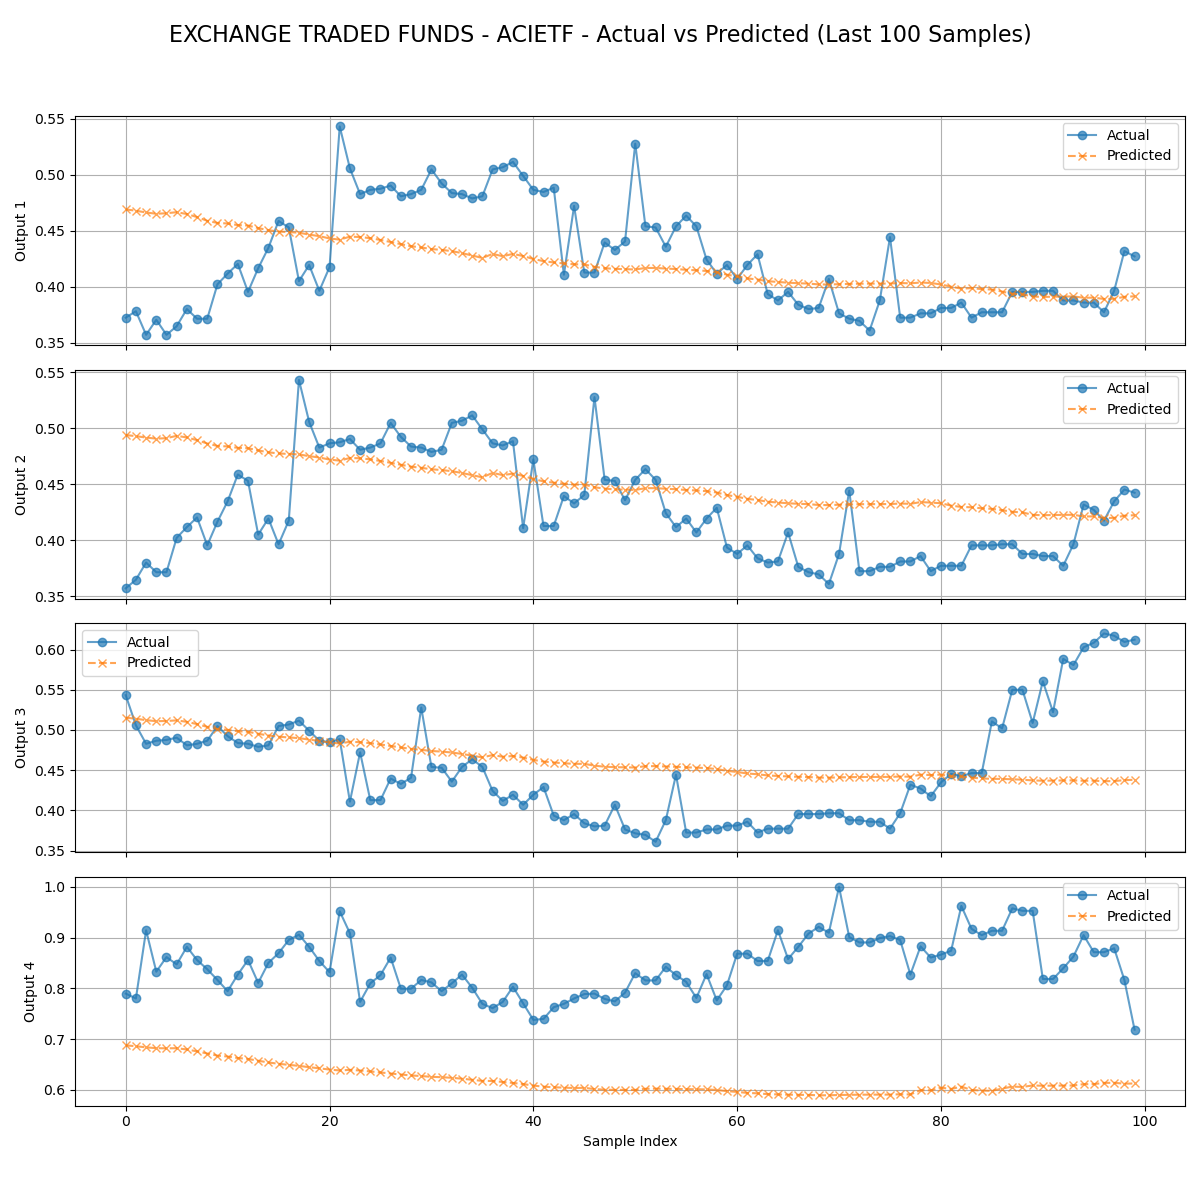 EXCHANGE TRADED FUNDS - ACIETF - Actual vs Predicted (Last 100 Samples)
0.55
0.50
0.45
0.40
0.35
Output 1
Actual
Predicted
0.55
0.50
0.45
0.40
0.35
Output 2
Actual
Predicted
0.60
0.55
0.50
0.45
0.40
0.35
Output 3
Actual
Predicted
1.0
0.9
0.8
0.7
0.6
Output 4
Actual
Predicted
0 20 40 60 80 100
Sample Index